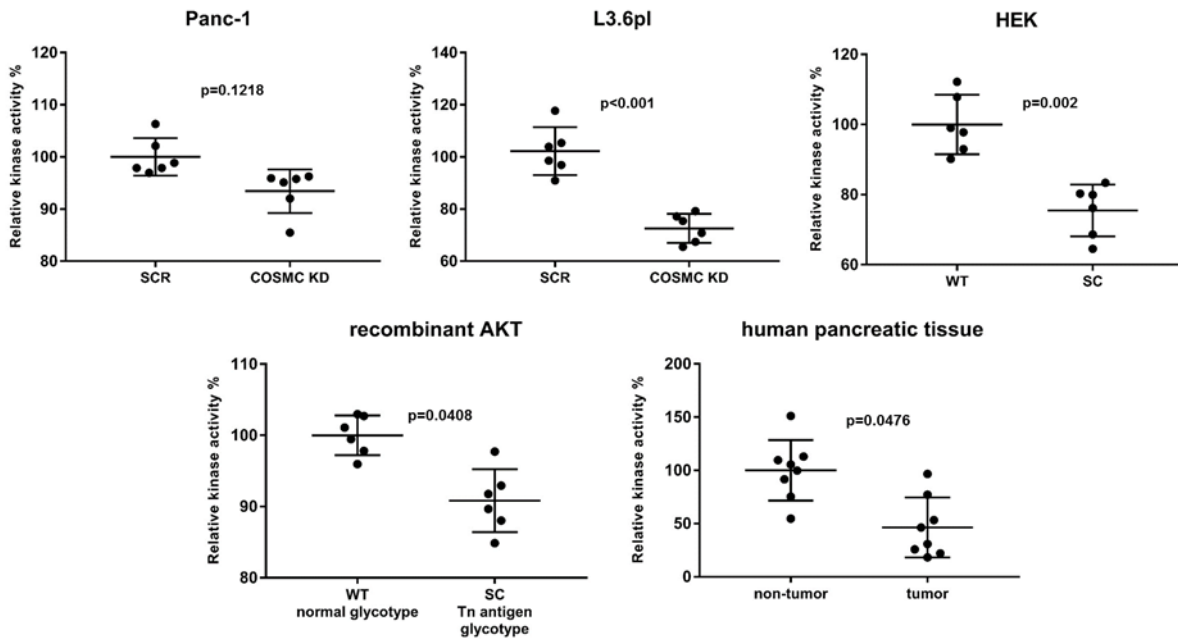 Panc-1
Relative kinase activity %
120
110
100
90
80
p=0.1218
SCR
COSMC KD
L3.6pl
Relative kinase activity %
140
120
100
80
60
p<0.001
SCR
COSMC KD
HEK
Relative kinase activity %
120
100
80
60
p=0.002
WT
SC
recombinant AKT
Relative kinase activity %
110
100
90
80
p=0.0408
WT
normal glycotype
SC
Tn antigen
glycotype
human pancreatic tissue
Relative kinase activity %
200
150
100
50
0
p=0.0476
non-tumor
tumor